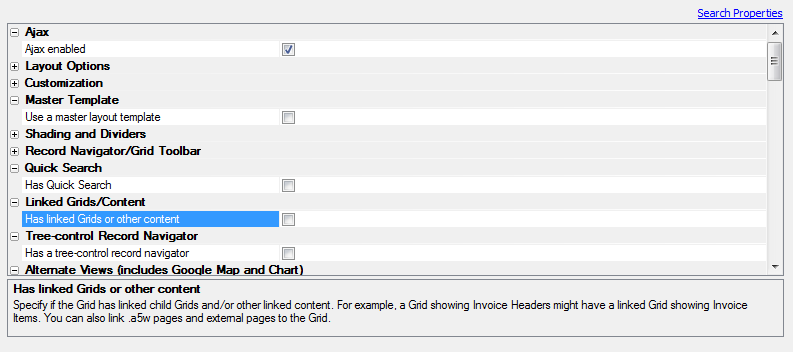 Search Properties
Ajax
Ajax enabled
Layout Options
Customization
Master Template
Use a master layout template
Shading and Dividers
Record Navigator/Grid Toolbar
Quick Search
Has Quick Search
Linked Grids/Content
Has linked Grids or other content
Tree-control Record Navigator
Has a tree-control record navigator
Alternate Views (includes Google Map and Chart)
Has linked Grids or other content
Specify if the Grid has linked child Grids and/or other linked content. For example, a Grid showing Invoice Headers might have a linked Grid showing Invoice
Items. You can also link .a5w pages and external pages to the Grid.